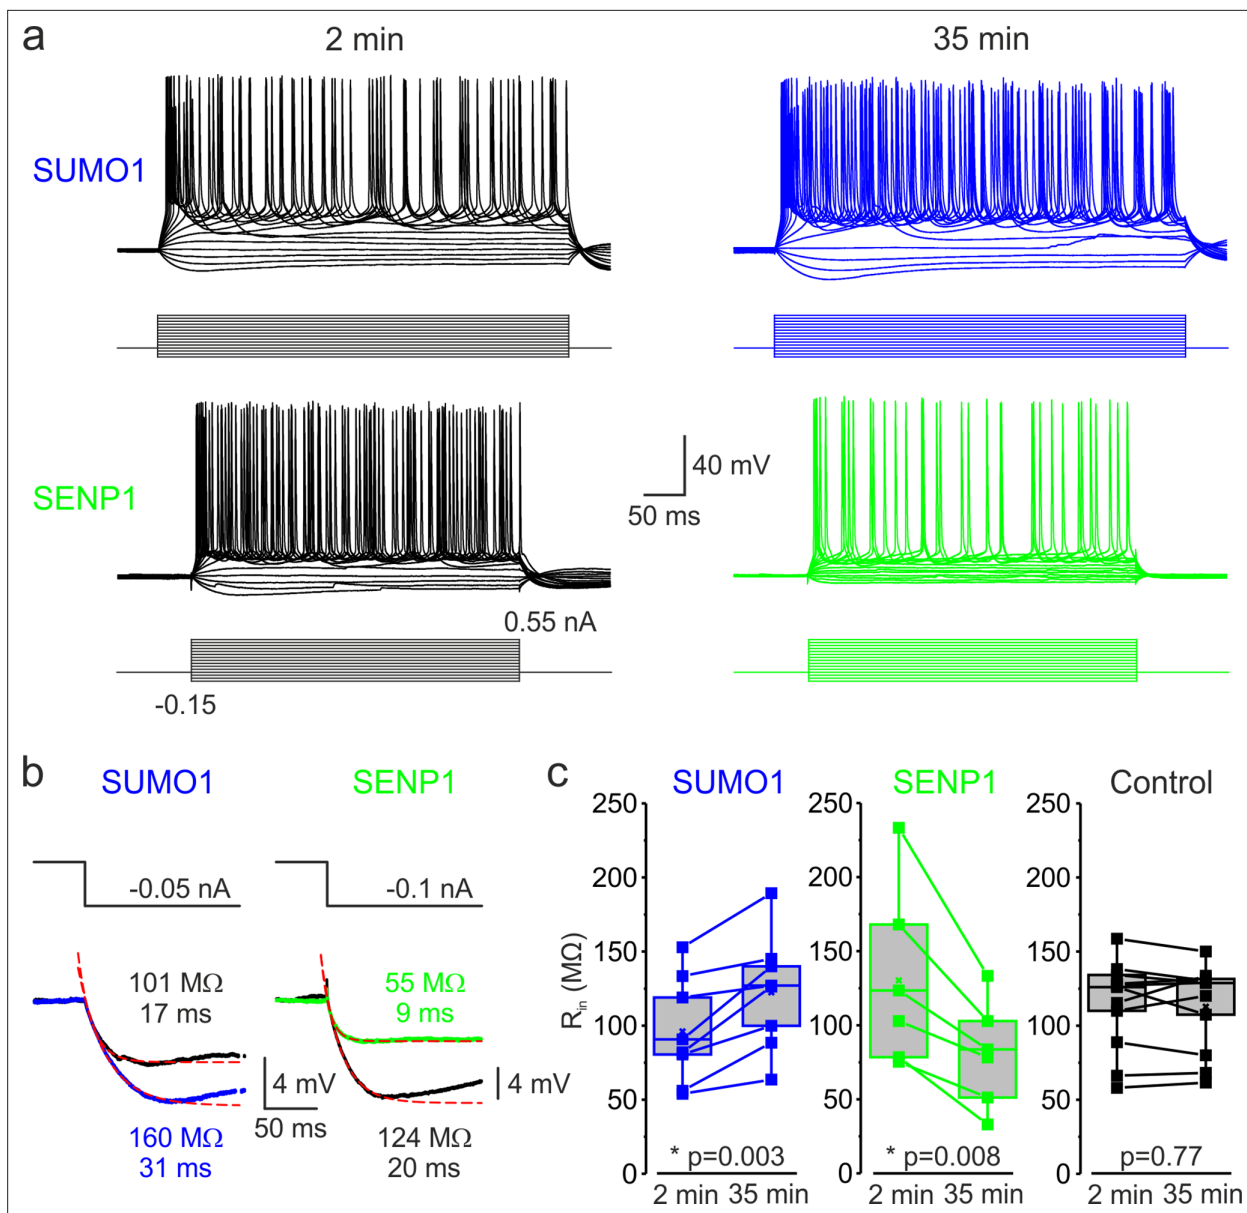 a
2 min
35 min
SUMO1
SENP1
40 mV
50 ms
0.55 nA
-0.15
b
SUMO1
SENP1
-0.05 nA
-0.1 nA
101 MΩ
17 ms
55 MΩ
9 ms
4 mV
50 ms
4 mV
160 MΩ
31 ms
124 MΩ
20 ms
c
SUMO1
SENP1
Control
R_in (MΩ)
250
200
150
100
50
0
* p=0.003
2 min 35 min
250
200
150
100
50
0
* p=0.008
2 min 35 min
250
200
150
100
50
0
p=0.77
2 min 35 min